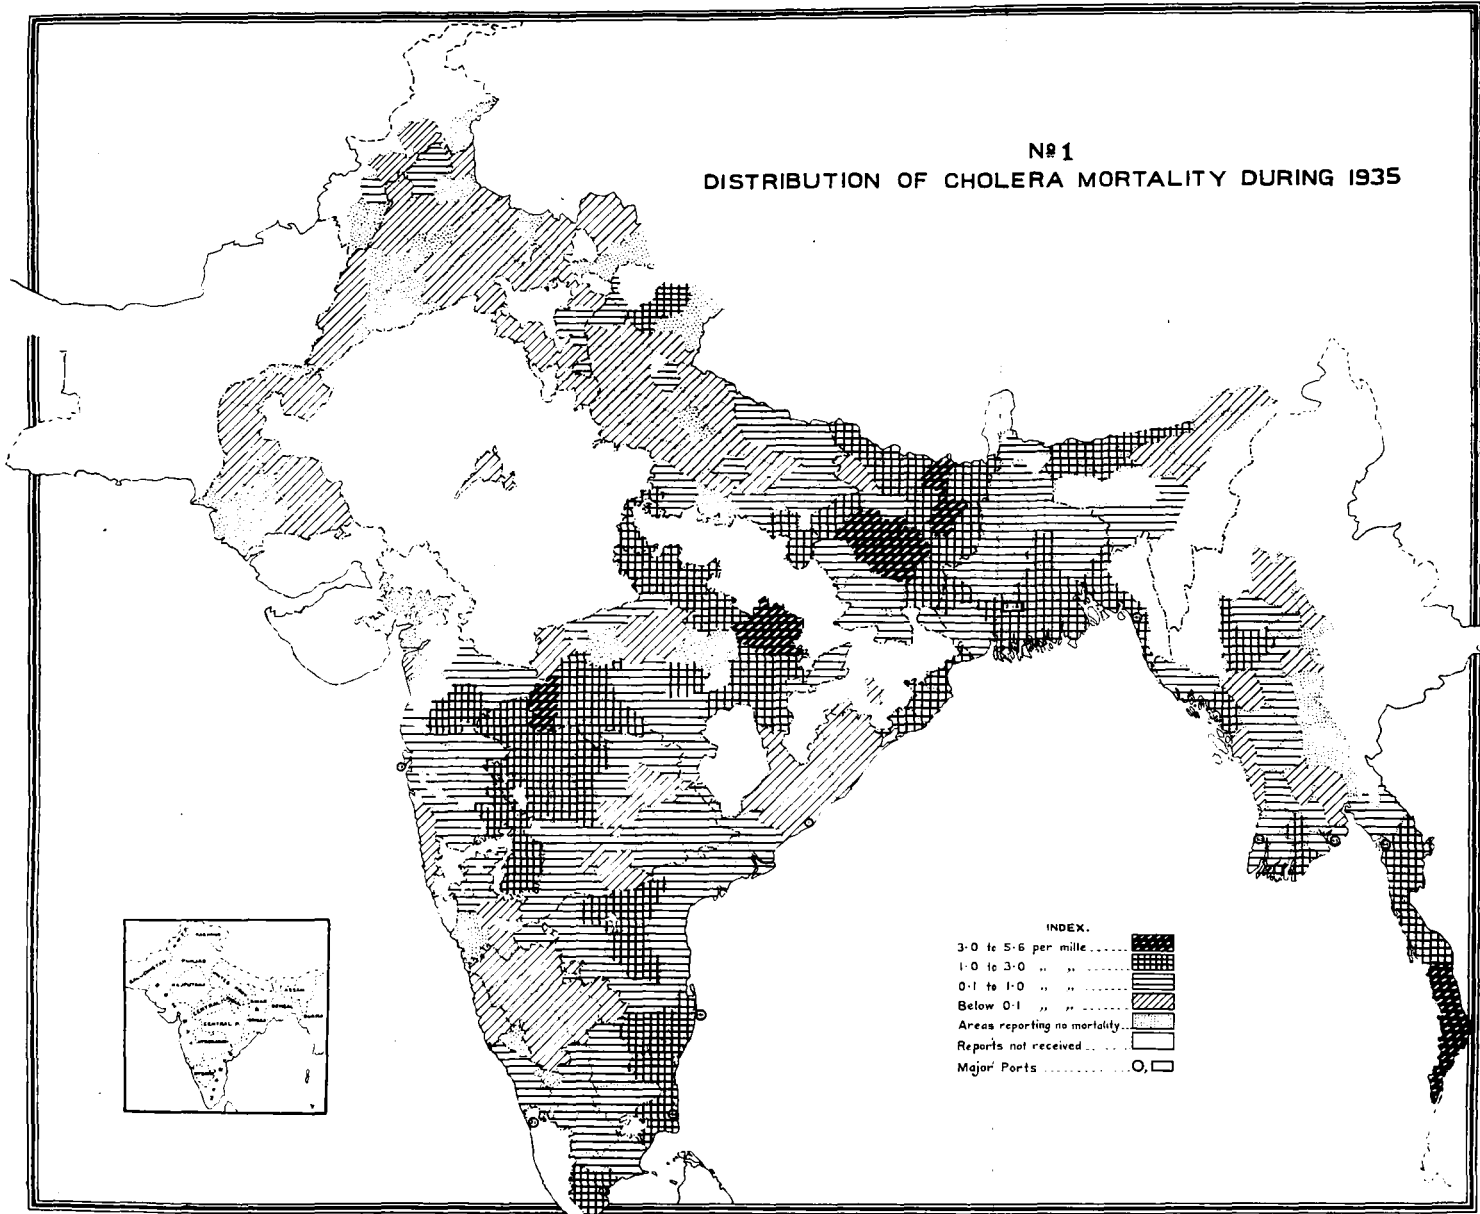 Nº 1
DISTRIBUTION OF CHOLERA MORTALITY DURING 1935
INDEX.
3·0 to 5·6 per mille
1·0 to 3·0 „ „
0·1 to 1·0 „ „
Below 0·1 „ „
Areas reporting no mortality
Reports not received
Major Ports
KASHMIR
PUNJAB
RAJPUTANA
ASSAM
BIHAR
BENGAL
CENTRAL P.